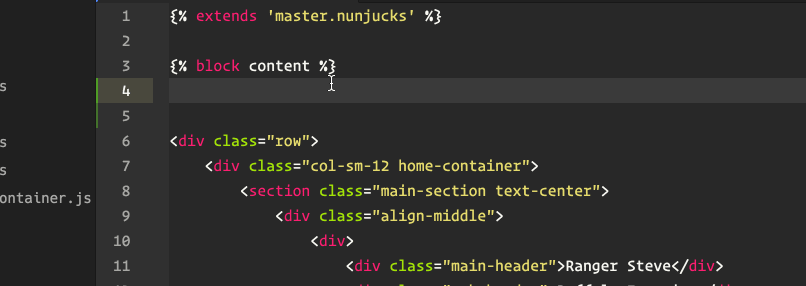 1 {% extends 'master.nunjucks' %}
2
3 {% block content %}
s
4
5
s
6 <div class="row">
s
7 <div class="col-sm-12 home-container">
ontainer.js
8 <section class="main-section text-center">
9 <div class="align-middle">
10 <div>
11 <div class="main-header">Ranger Steve</div>